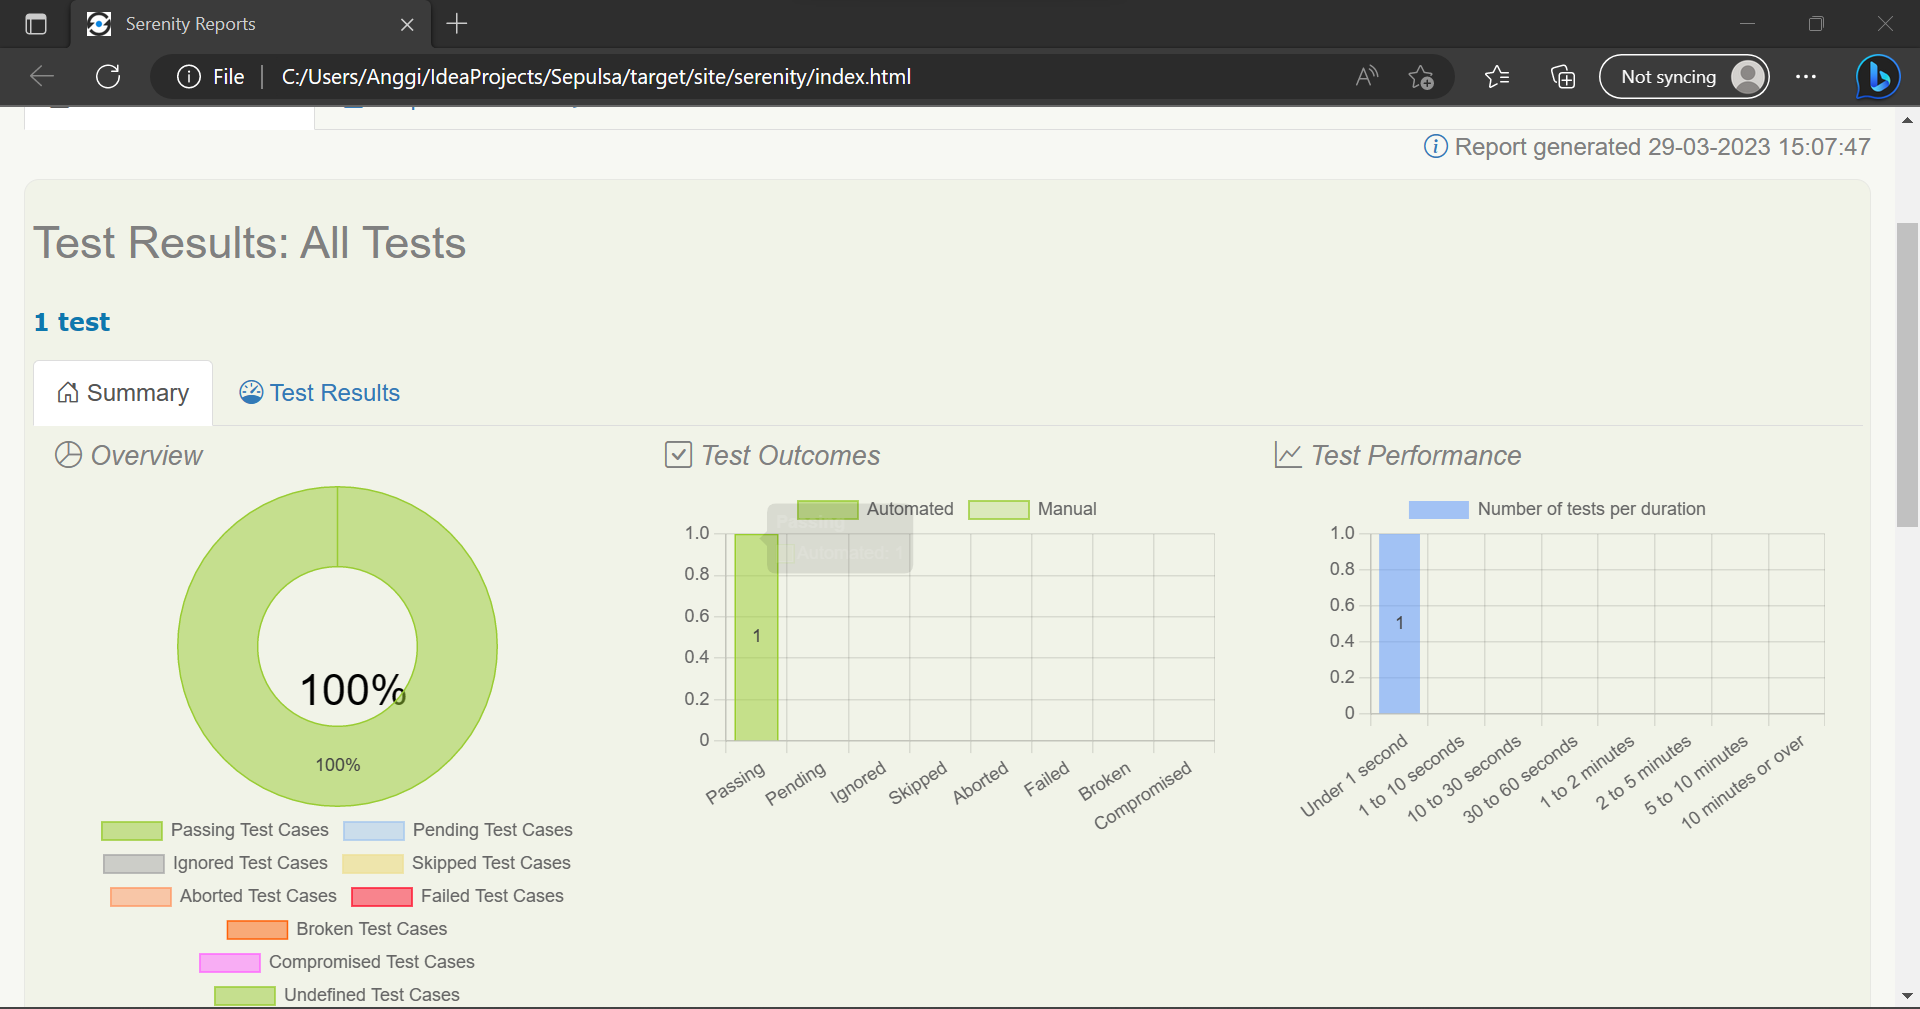 Serenity Reports
File
C:/Users/Anggi/IdeaProjects/Sepulsa/target/site/serenity/index.html
Not syncing
Report generated 29-03-2023 15:07:47
Test Results: All Tests
1 test
Summary
Test Results
Overview
100%
100%
Passing Test Cases
Pending Test Cases
Ignored Test Cases
Skipped Test Cases
Aborted Test Cases
Failed Test Cases
Broken Test Cases
Compromised Test Cases
Undefined Test Cases
Test Outcomes
Automated
Manual
Passing
Automated: 1
1.0
0.8
0.6
0.4
0.2
0
1
Passing
Pending
Ignored
Skipped
Aborted
Failed
Broken
Compromised
Test Performance
Number of tests per duration
1.0
0.8
0.6
0.4
0.2
0
1
Under 1 second
1 to 10 seconds
10 to 30 seconds
30 to 60 seconds
1 to 2 minutes
2 to 5 minutes
5 to 10 minutes
10 minutes or over